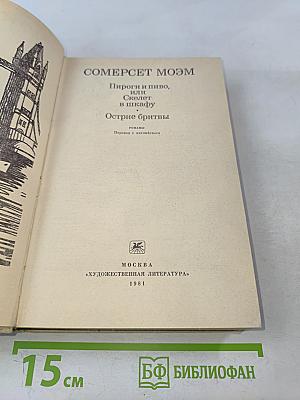 СОМЕРСЕТ МОЭМ
Пироги и пиво,
или
Скелет
в шкафу
•
Острие бритвы
РОМАНЫ
Перевод с английского
МОСКВА
«ХУДОЖЕСТВЕННАЯ ЛИТЕРАТУРА»
1981
15 см
БФ БИБЛИОФАН